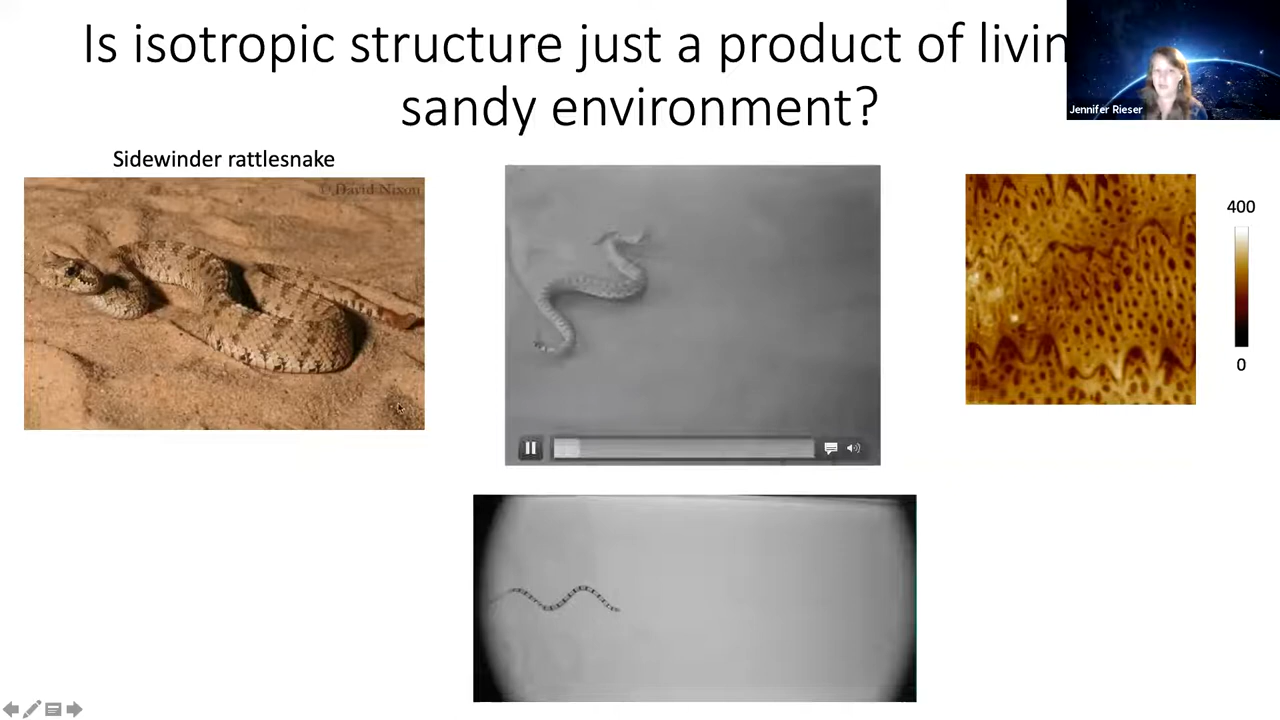 Is isotropic structure just a product of livin
sandy environment?
Jennifer Rieser
Sidewinder rattlesnake
© David Nixon
400
0